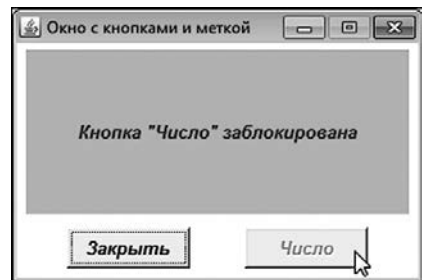 Окно с кнопками и меткой
Кнопка "Число" заблокирована
Закрыть Число